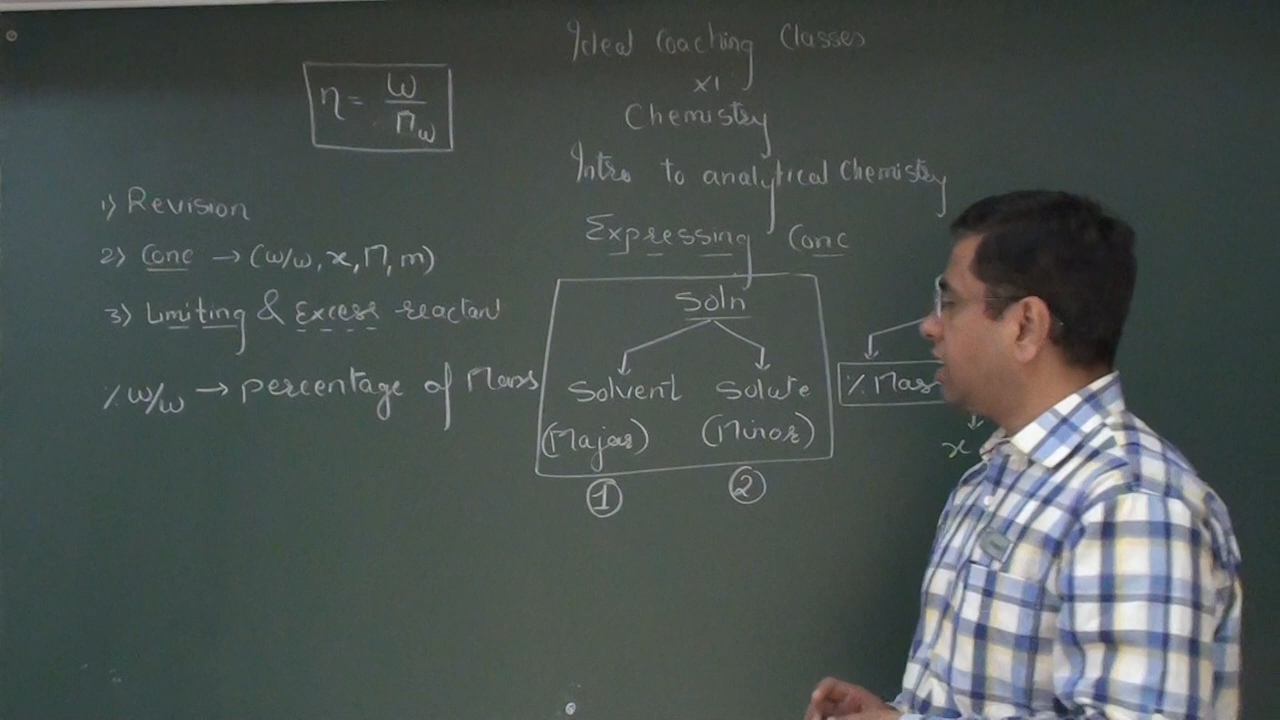 Ideal Coaching Classes
XI
Chemistry
Intro to analytical Chemistry
Expressing Conc
n = w/Mw
1) Revision
2) Conc → (w/w, x, M, m)
3) Limiting & Excess reactant
% w/w → percentage of Mass
Soln
Solvent Solute
(Major) (Minor)
① ②
% Mas
x